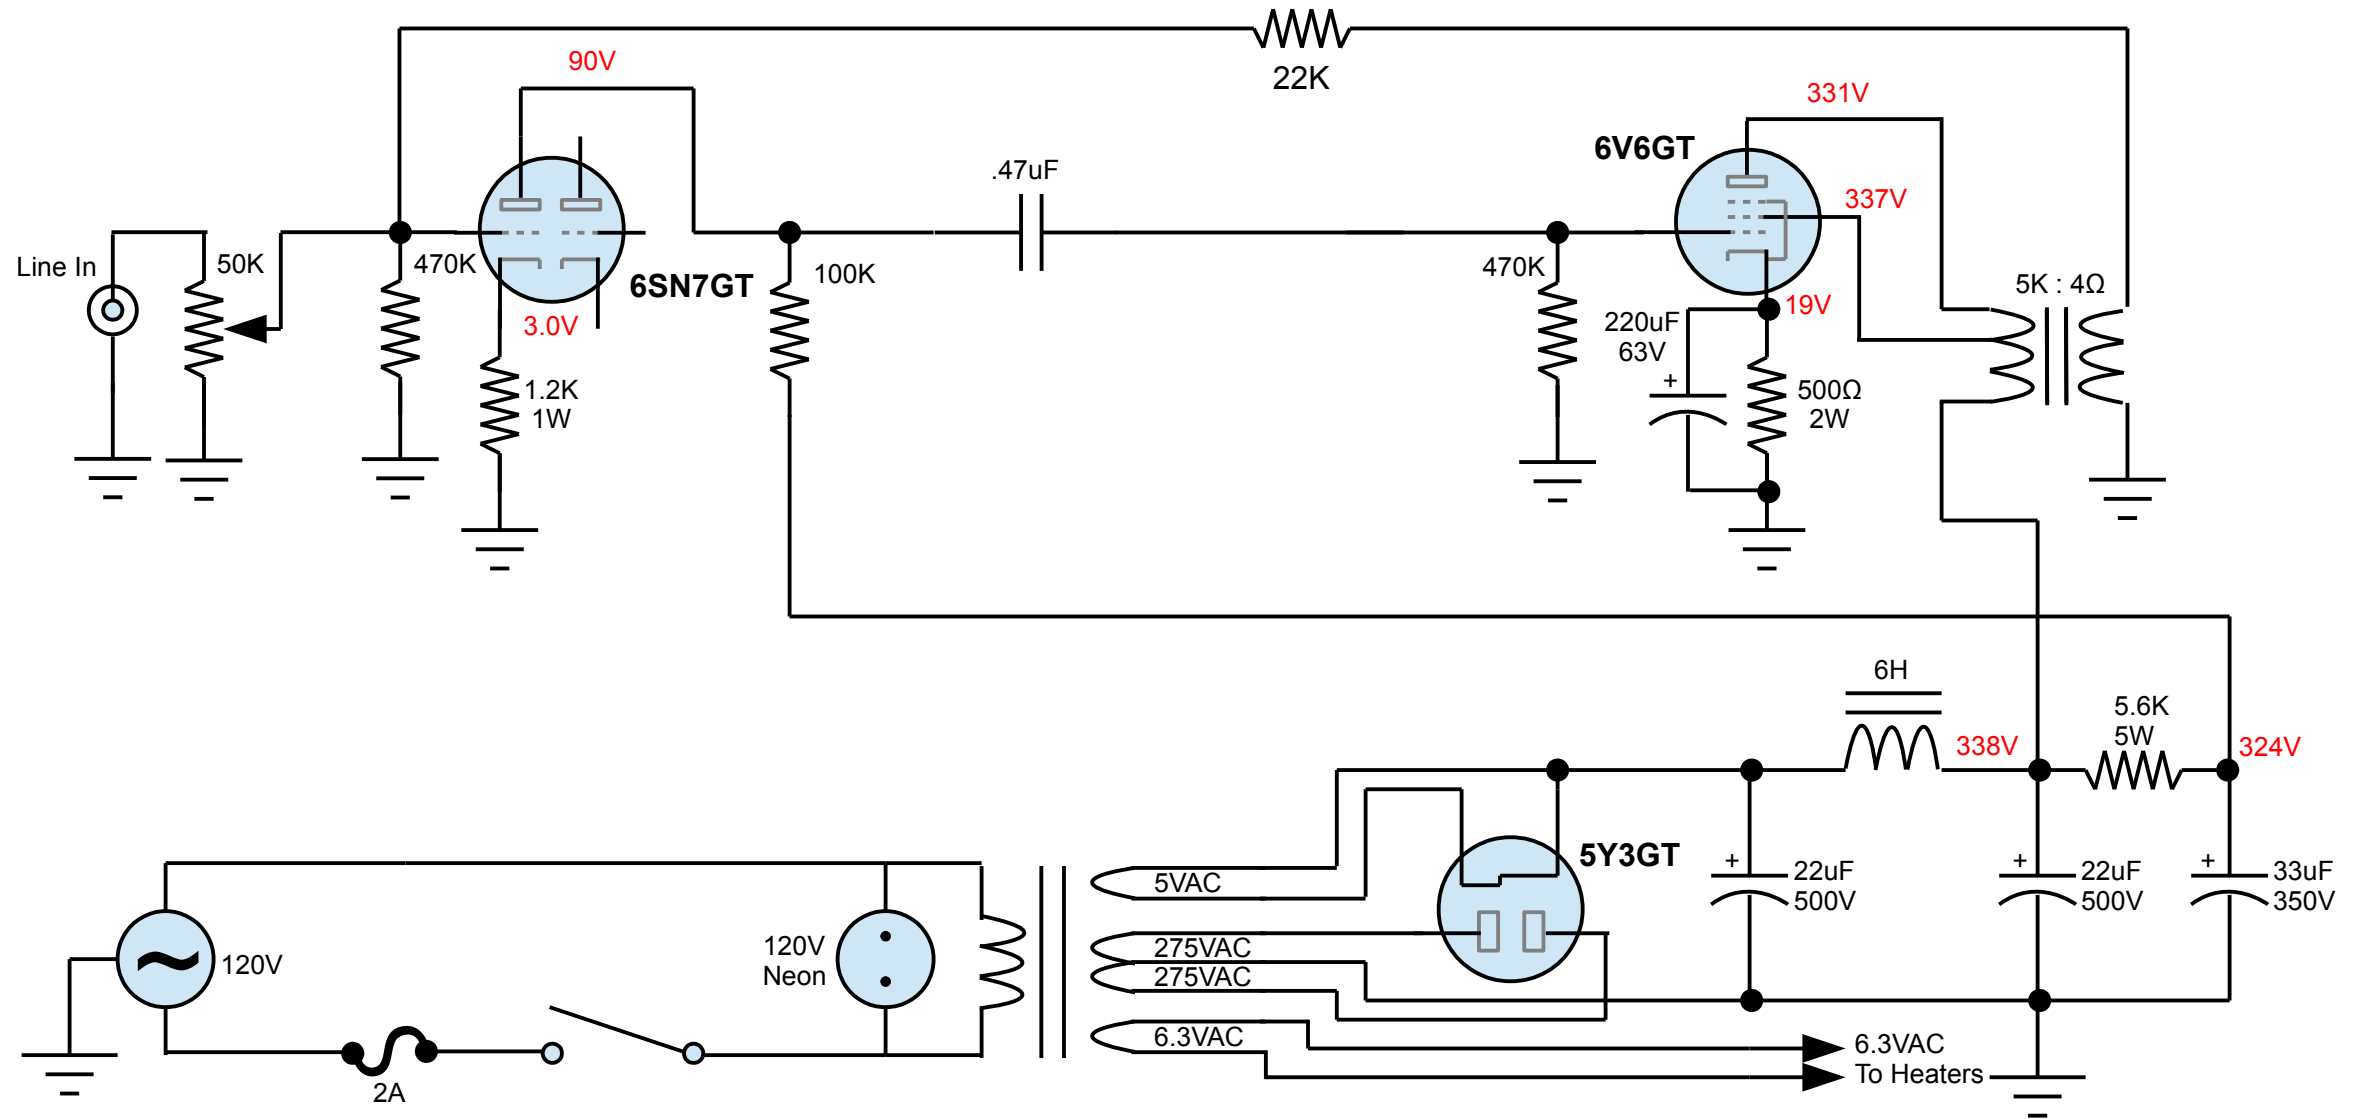 90V
22K
331V
6V6GT
.47uF
337V
Line In
50K
470K
6SN7GT
100K
470K
5K : 4Ω
3.0V
19V
220uF
63V
+
1.2K
1W
500Ω
2W
6H
5.6K
5W
338V
324V
5Y3GT
5VAC
+
22uF
500V
+
22uF
500V
+
33uF
350V
120V
120V
Neon
275VAC
275VAC
6.3VAC
6.3VAC
To Heaters
2A